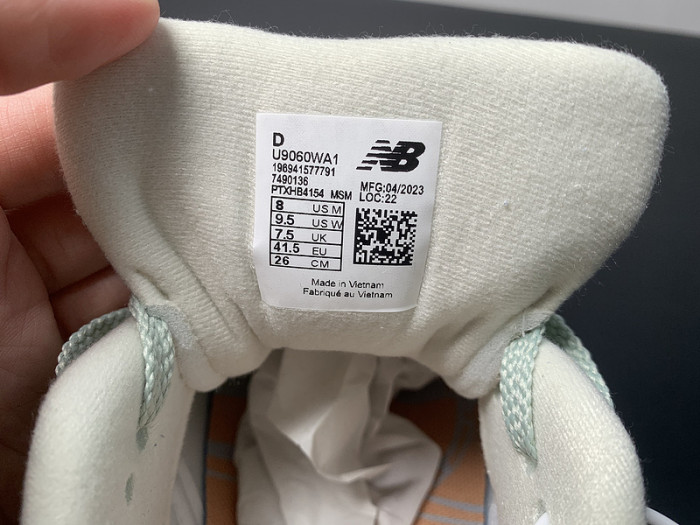 D
U9060WA1
196941577791
7490136
PTXHB4154 MSM
NB
MFG:04/2023
LOC:22
8 US M
9.5 US W
7.5 UK
41.5 EU
26 CM
Made in Vietnam
Fabriqué au Vietnam